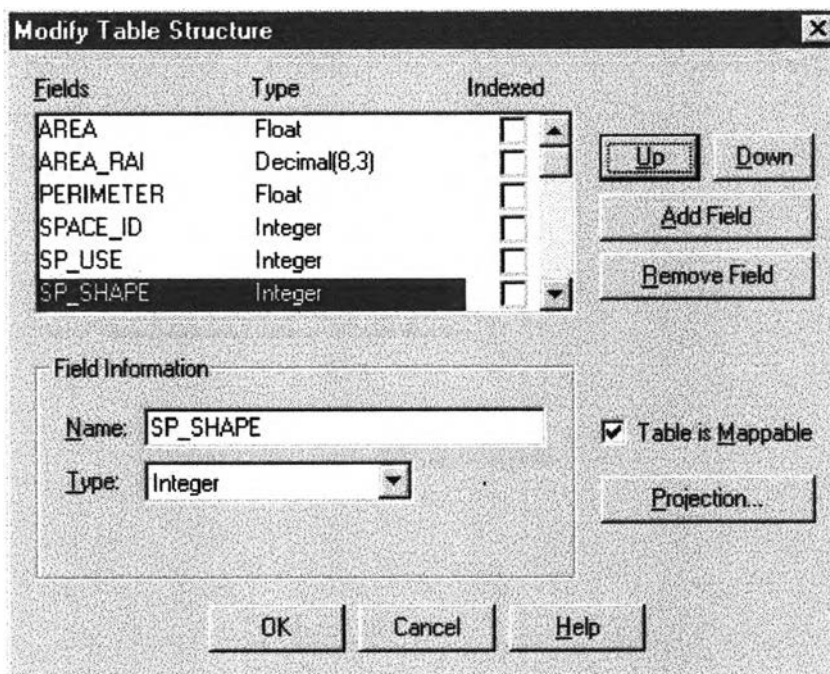 Modify Table Structure
Fields Type Indexed
AREA Float
AREA_RAI Decimal(8,3)
PERIMETER Float
SPACE_ID Integer
SP_USE Integer
SP_SHAPE Integer
Up Down
Add Field
Remove Field
Field Information
Name: SP_SHAPE
Type: Integer
Table is Mappable
Projection...
OK Cancel Help